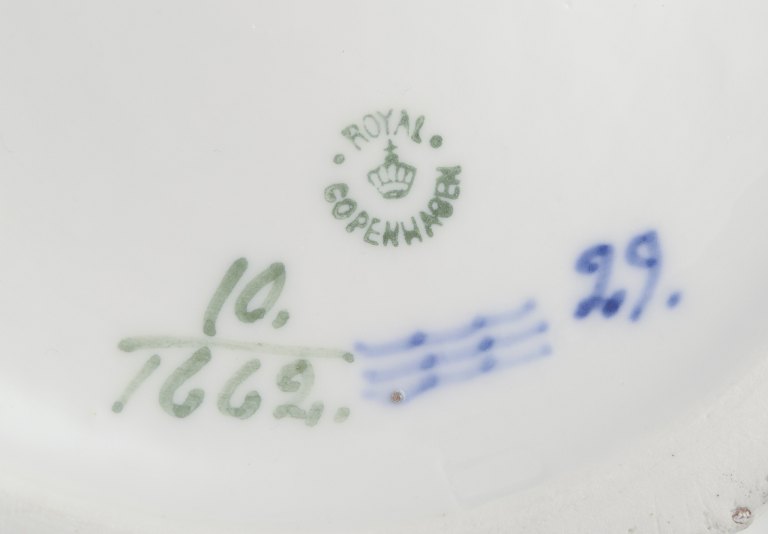 ROYAL
COPENHAGEN
10.
1662.
29.